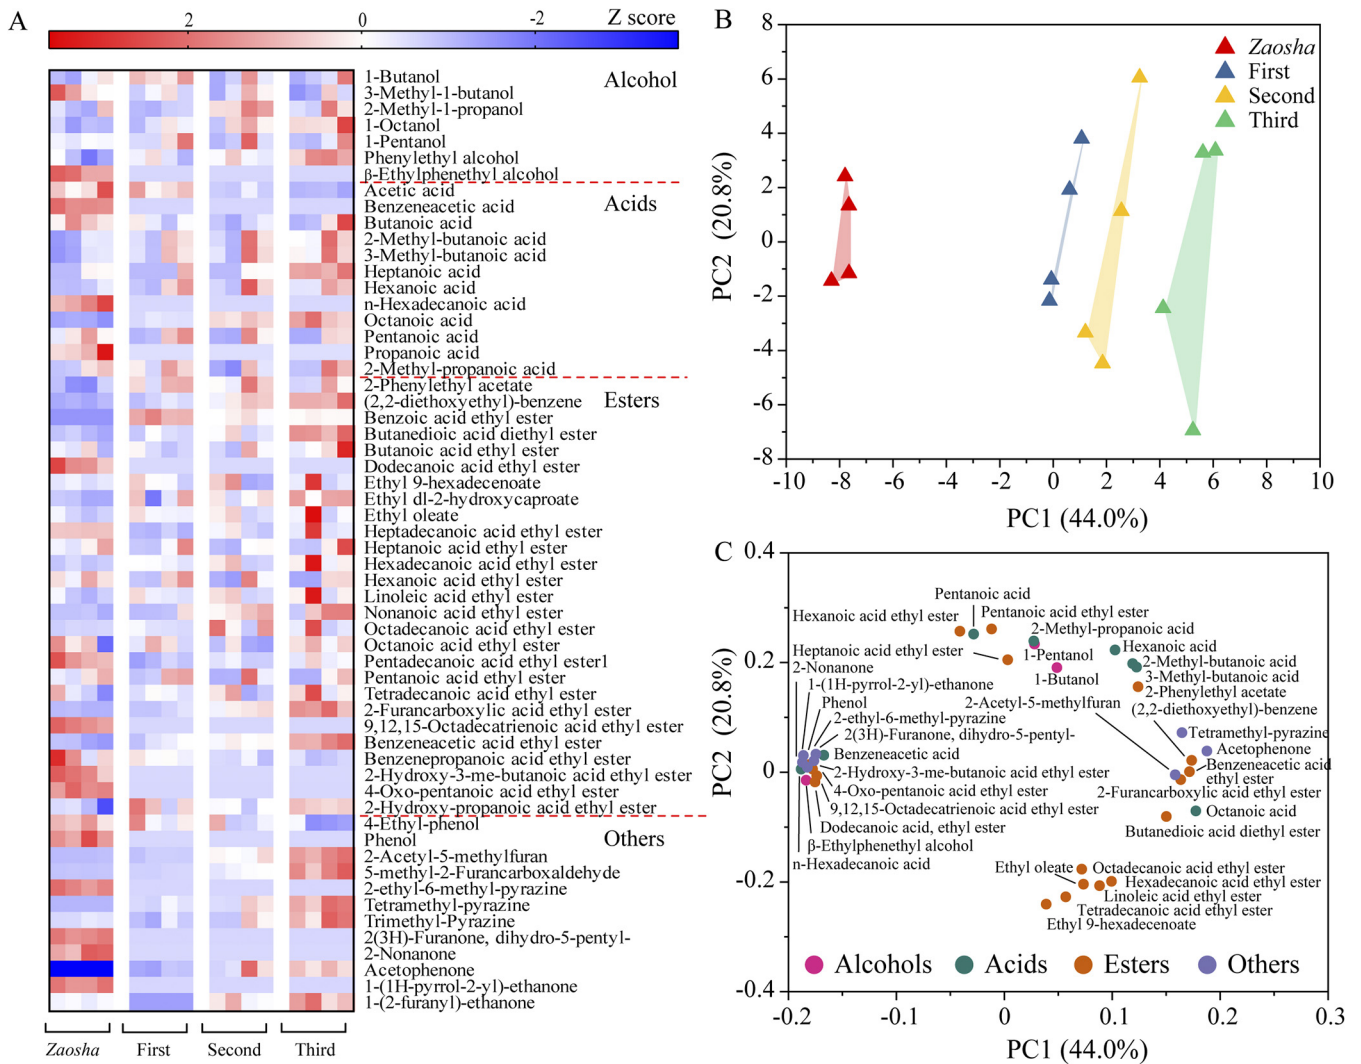 A
2
0
-2
Z score
1-Butanol
Alcohol
3-Methyl-1-butanol
2-Methyl-1-propanol
1-Octanol
1-Pentanol
Phenylethyl alcohol
β-Ethylphenethyl alcohol
Acetic acid
Acids
Benzeneacetic acid
Butanoic acid
2-Methyl-butanoic acid
3-Methyl-butanoic acid
Heptanoic acid
Hexanoic acid
n-Hexadecanoic acid
Octanoic acid
Pentanoic acid
Propanoic acid
2-Methyl-propanoic acid
2-Phenylethyl acetate
(2,2-diethoxyethyl)-benzene
Esters
Benzoic acid ethyl ester
Butanedioic acid diethyl ester
Butanoic acid ethyl ester
Dodecanoic acid ethyl ester
Ethyl 9-hexadecenoate
Ethyl dl-2-hydroxycaproate
Ethyl oleate
Heptadecanoic acid ethyl ester
Heptanoic acid ethyl ester
Hexadecanoic acid ethyl ester
Hexanoic acid ethyl ester
Linoleic acid ethyl ester
Nonanoic acid ethyl ester
Octadecanoic acid ethyl ester
Octanoic acid ethyl ester
Pentadecanoic acid ethyl ester1
Pentanoic acid ethyl ester
Tetradecanoic acid ethyl ester
2-Furancarboxylic acid ethyl ester
9,12,15-Octadecatrienoic acid ethyl ester
Benzeneacetic acid ethyl ester
Benzenepropanoic acid ethyl ester
2-Hydroxy-3-me-butanoic acid ethyl ester
4-Oxo-pentanoic acid ethyl ester
2-Hydroxy-propanoic acid ethyl ester
4-Ethyl-phenol
Others
Phenol
2-Acetyl-5-methylfuran
5-methyl-2-Furancarboxaldehyde
2-ethyl-6-methyl-pyrazine
Tetramethyl-pyrazine
Trimethyl-Pyrazine
2(3H)-Furanone, dihydro-5-pentyl-
2-Nonanone
Acetophenone
1-(1H-pyrrol-2-yl)-ethanone
1-(2-furanyl)-ethanone
Zaosha
First
Second
Third
B
8
6
4
2
0
-2
-4
-6
-8
PC2 (20.8%)
Zaosha
First
Second
Third
-10
-8
-6
-4
-2
0
2
4
6
8
10
PC1 (44.0%)
C
0.4
0.2
0
-0.2
-0.4
PC2 (20.8%)
Pentanoic acid
Hexanoic acid ethyl ester
Pentanoic acid ethyl ester
2-Methyl-propanoic acid
Heptanoic acid ethyl ester
1-Pentanol
Hexanoic acid
2-Nonanone
1-Butanol
2-Methyl-butanoic acid
3-Methyl-butanoic acid
1-(1H-pyrrol-2-yl)-ethanone
2-Phenylethyl acetate
Phenol
2-Acetyl-5-methylfuran
(2,2-diethoxyethyl)-benzene
2-ethyl-6-methyl-pyrazine
2(3H)-Furanone, dihydro-5-pentyl-
Tetramethyl-pyrazine
Benzeneacetic acid
Acetophenone
2-Hydroxy-3-me-butanoic acid ethyl ester
Benzeneacetic acid
ethyl ester
4-Oxo-pentanoic acid ethyl ester
2-Furancarboxylic acid ethyl ester
9,12,15-Octadecatrienoic acid ethyl ester
Octanoic acid
Dodecanoic acid, ethyl ester
Butanedioic acid diethyl ester
β-Ethylphenethyl alcohol
n-Hexadecanoic acid
Ethyl oleate
Octadecanoic acid ethyl ester
Hexadecanoic acid ethyl ester
Linoleic acid ethyl ester
Tetradecanoic acid ethyl ester
Ethyl 9-hexadecenoate
Alcohols
Acids
Esters
Others
-0.2
-0.1
0
0.1
0.2
0.3
PC1 (44.0%)